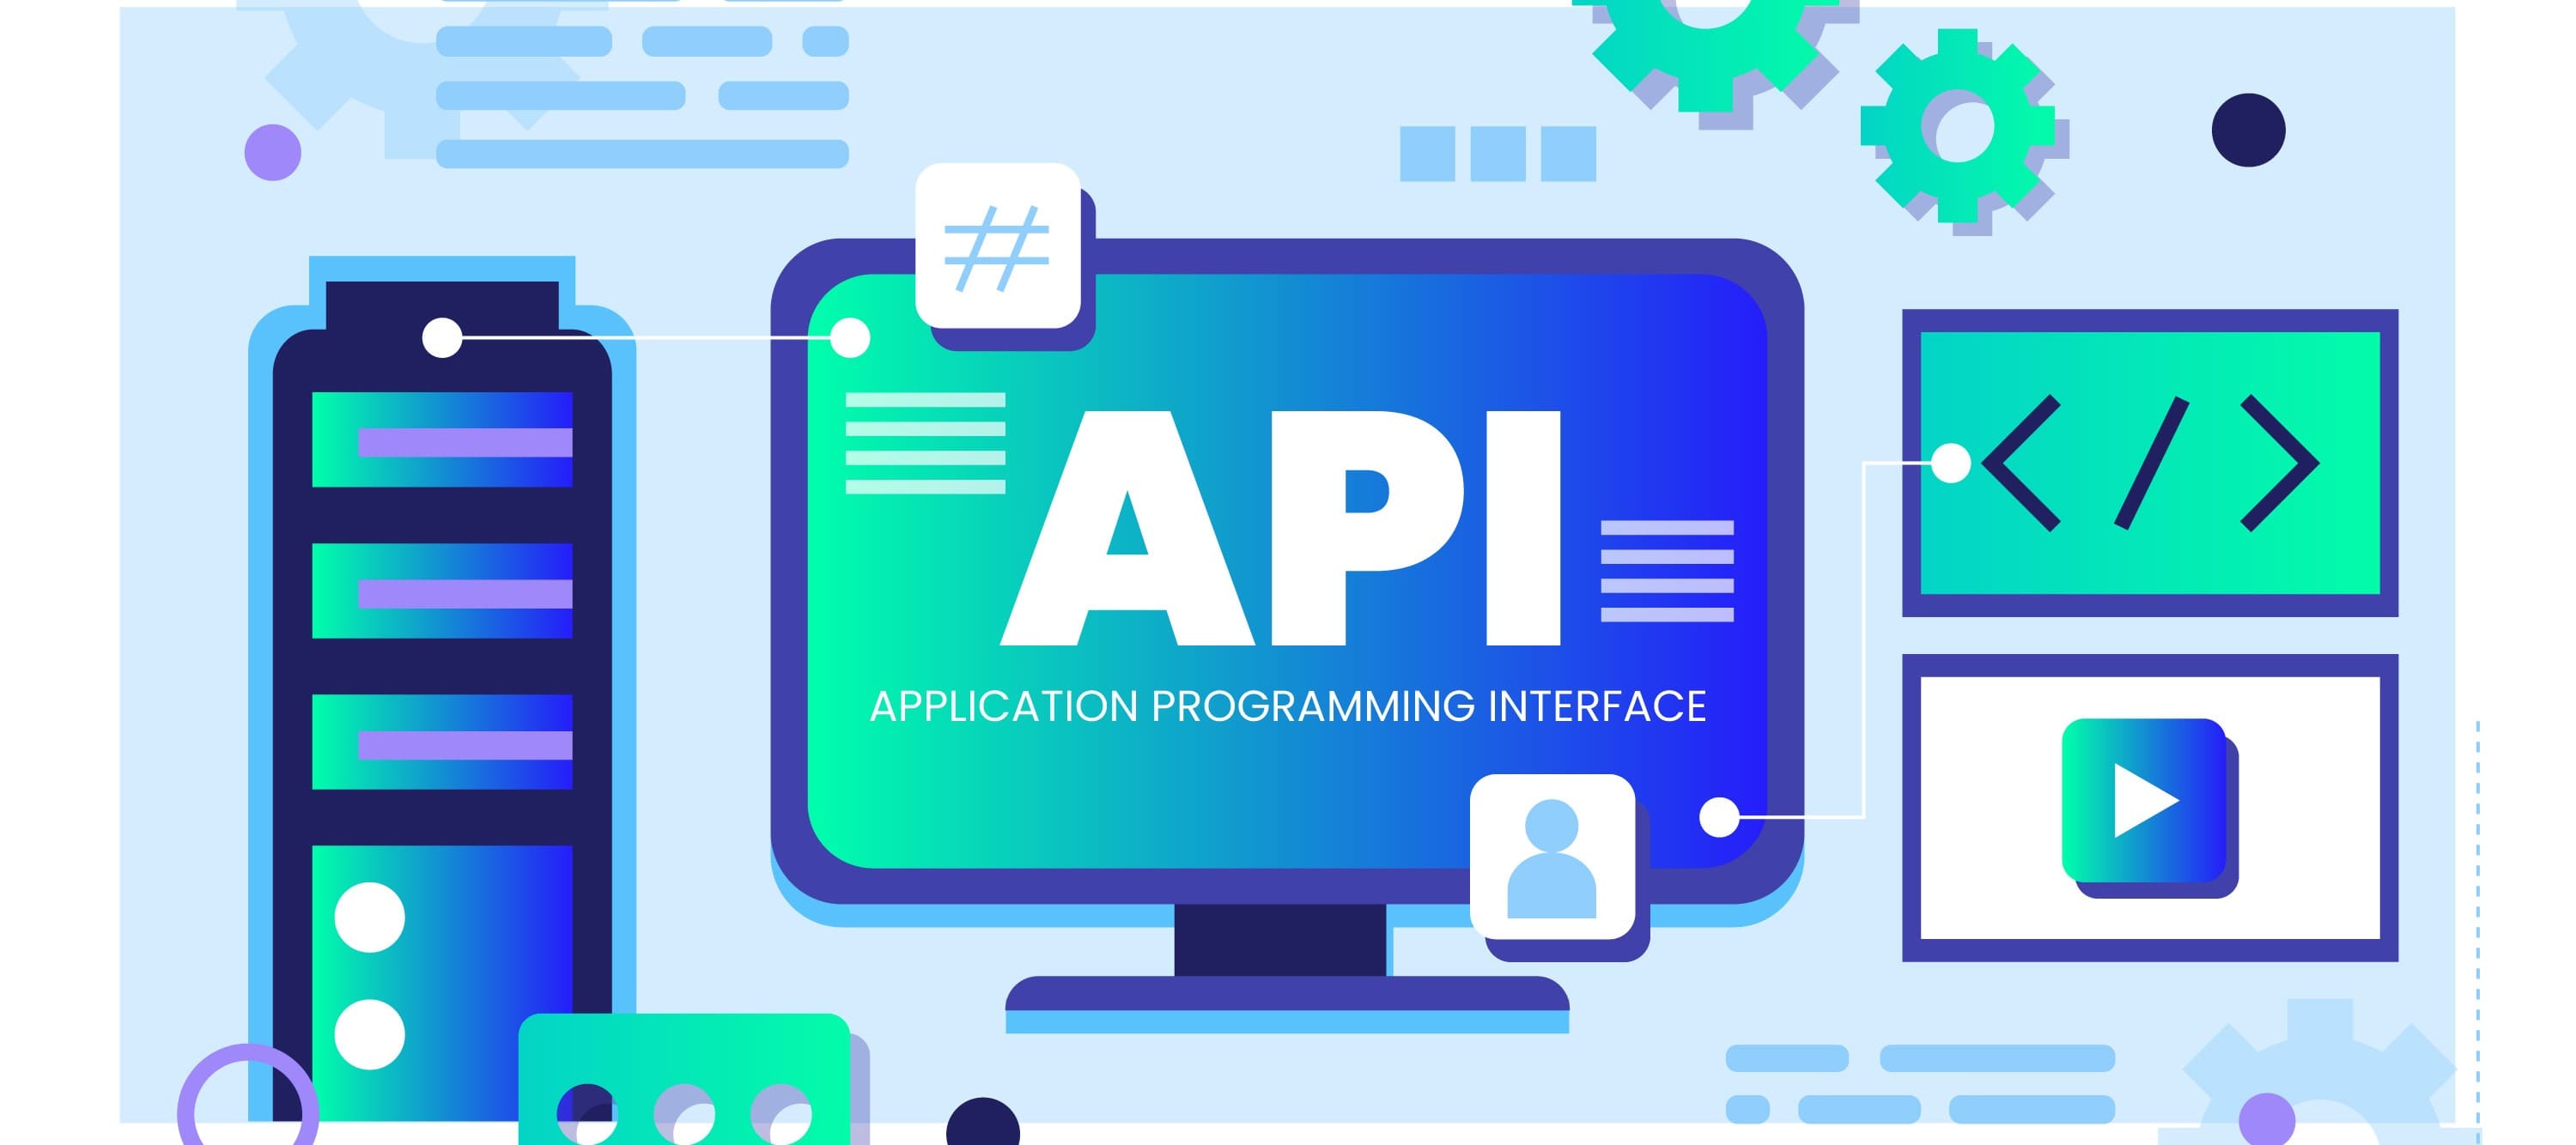 #
API
</>
APPLICATION PROGRAMMING INTERFACE